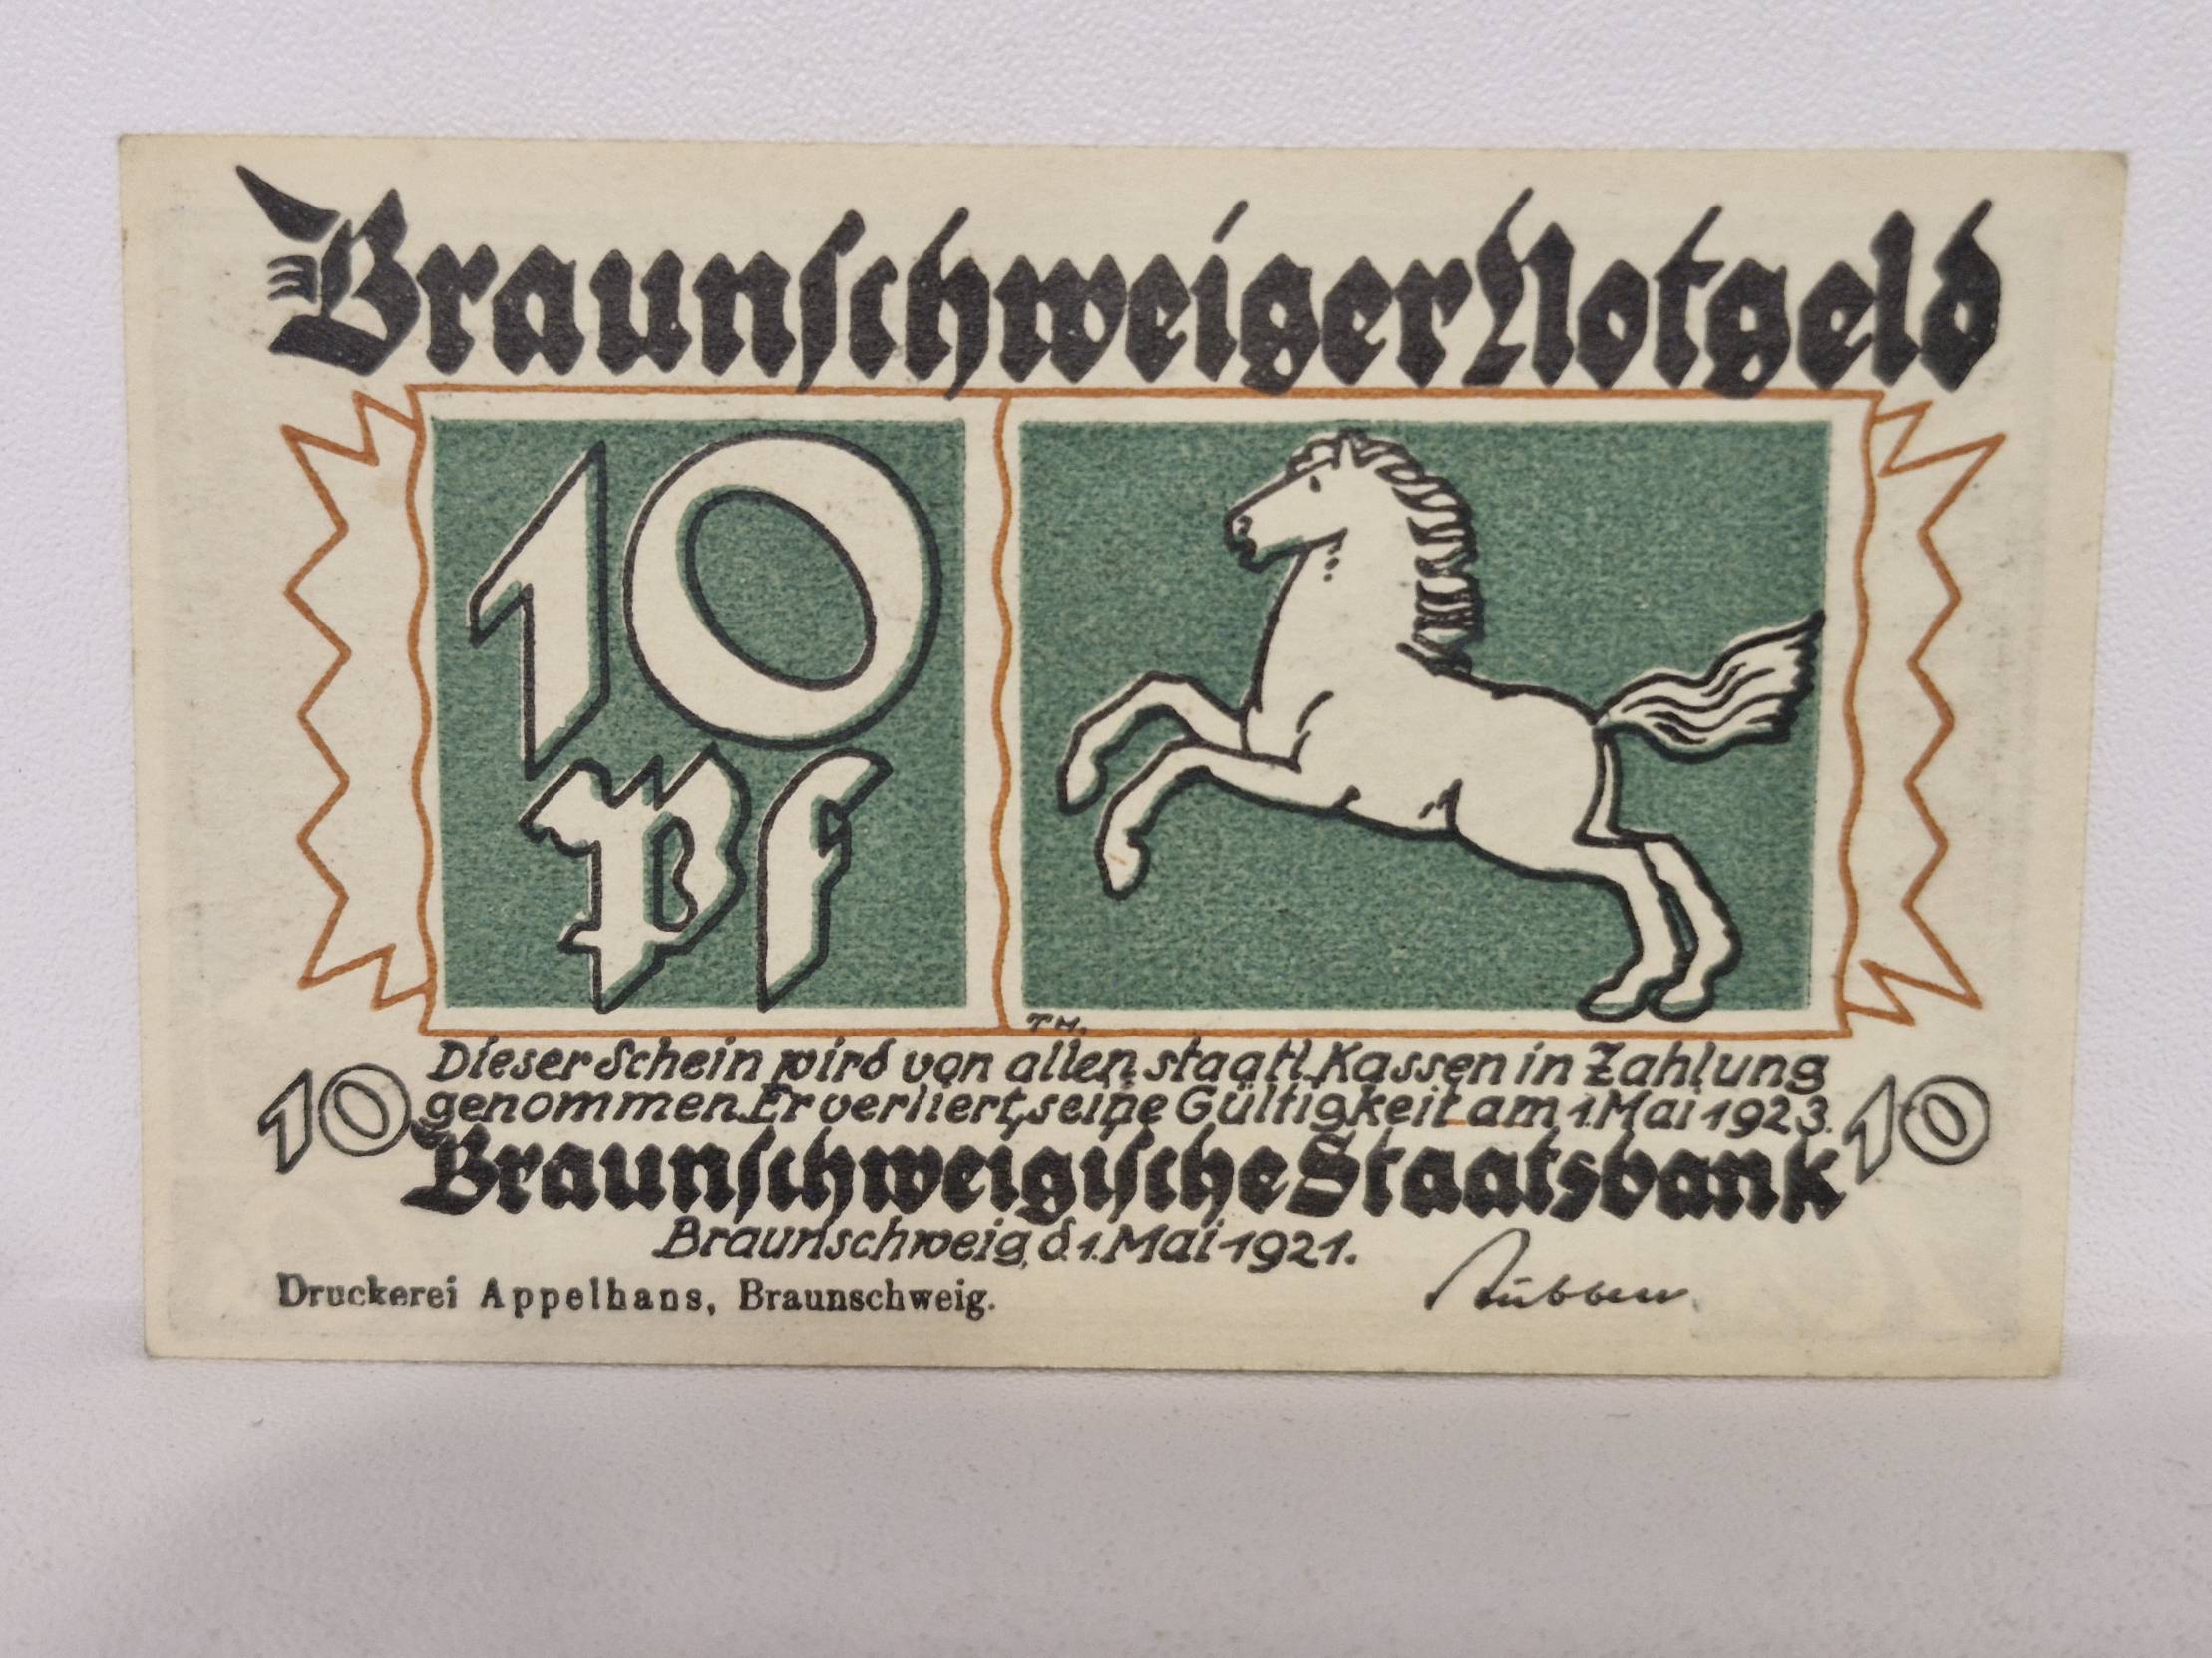 Braunschweiger Notgeld
10
Pf
T.H.
Dieser Schein wird von allen staatl. Kassen in Zahlung
genommen. Er verliert seine Gültigkeit am 1. Mai 1923.
10
10
Braunschweigische Staatsbank
Braunschweig, d. 1. Mai 1921.
Druckerei Appelhans, Braunschweig.